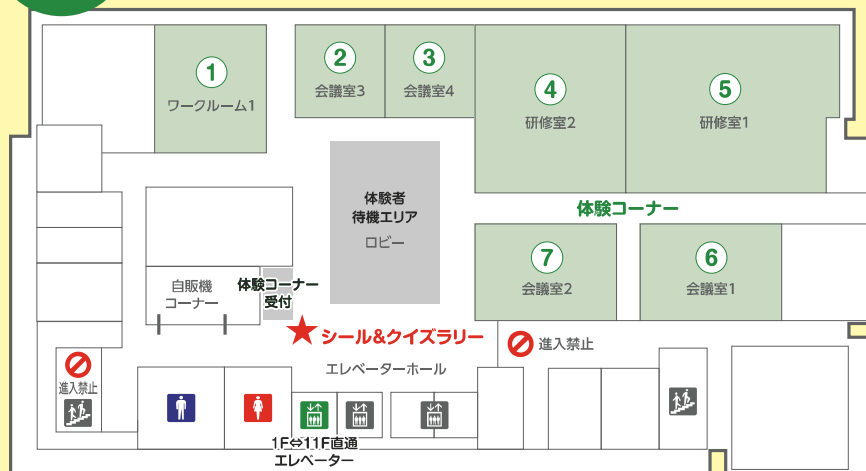 1
ワークルーム1
2
会議室3
3
会議室4
4
研修室2
5
研修室1
体験者
待機エリア
ロビー
体験コーナー
7
会議室2
6
会議室1
自販機
コーナー
体験コーナー
受付
シール&クイズラリー
進入禁止
エレベーターホール
進入禁止
1F⇔11F直通
エレベーター